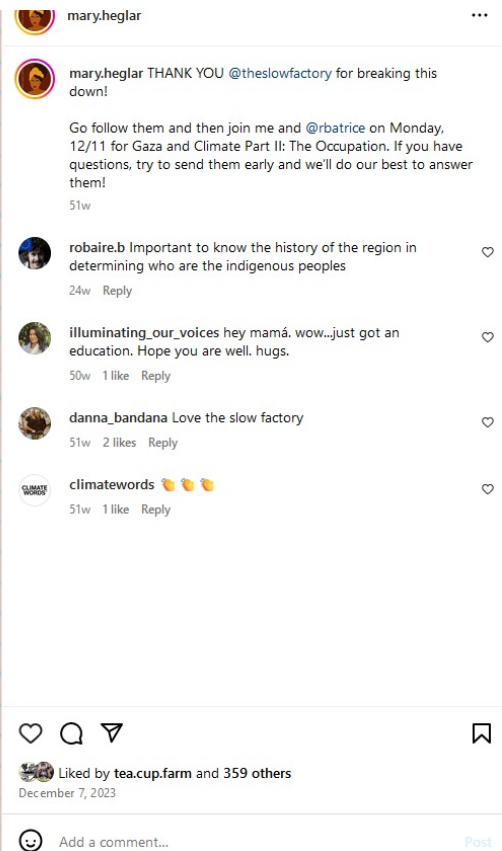 mary.heglar
mary.heglar THANK YOU @theslowfactory for breaking this
down!
Go follow them and then join me and @rbatrice on Monday,
12/11 for Gaza and Climate Part II: The Occupation. If you have
questions, try to send them early and we'll do our best to answer
them!
51w
robaire.b Important to know the history of the region in
determining who are the indigenous peoples
24w Reply
illuminating_our_voices hey mamá. wow...just got an
education. Hope you are well. hugs.
50w 1 like Reply
danna_bandana Love the slow factory
51w 2 likes Reply
CLIMATE
WORDS
climatewords 👏 👏 👏
51w 1 like Reply
Liked by tea.cup.farm and 359 others
December 7, 2023
Add a comment... Post